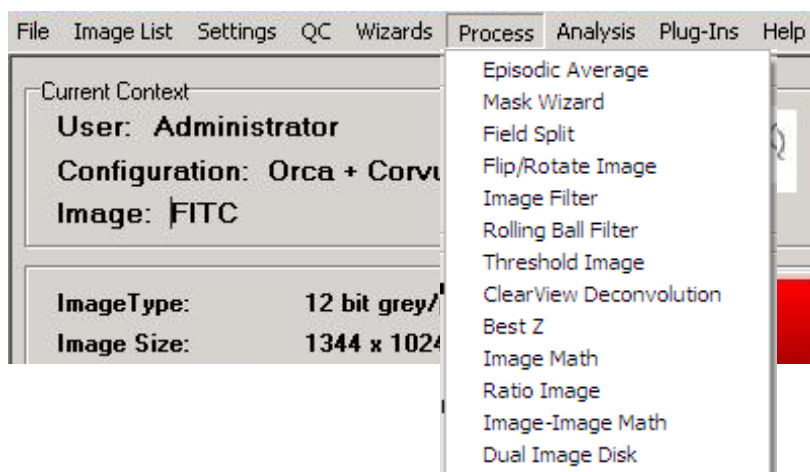 File Image List Settings QC Wizards Process Analysis Plug-Ins Help
Current Context
User: Administrator
Configuration: Orca +
Image: FITC
ImageType: 12 bit grey/
Image Size: 1344 x 1024
Episodic Average
Mask Wizard
Field Split
Flip/Rotate Image
Image Filter
Rolling Ball Filter
Threshold Image
ClearView Deconvolution
Best Z
Image Math
Ratio Image
Image-Image Math
Dual Image Disk